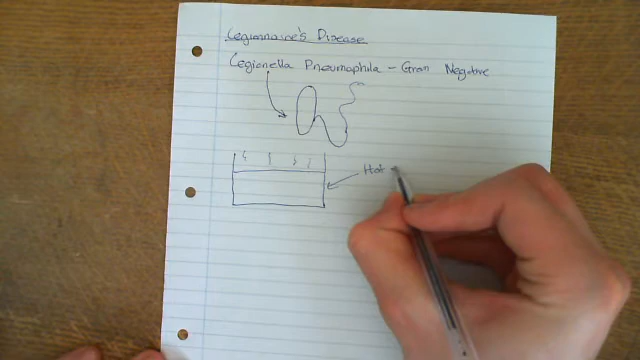 Legionnaire's Disease
Legionella Pneumophila - Gram Negative
Hot